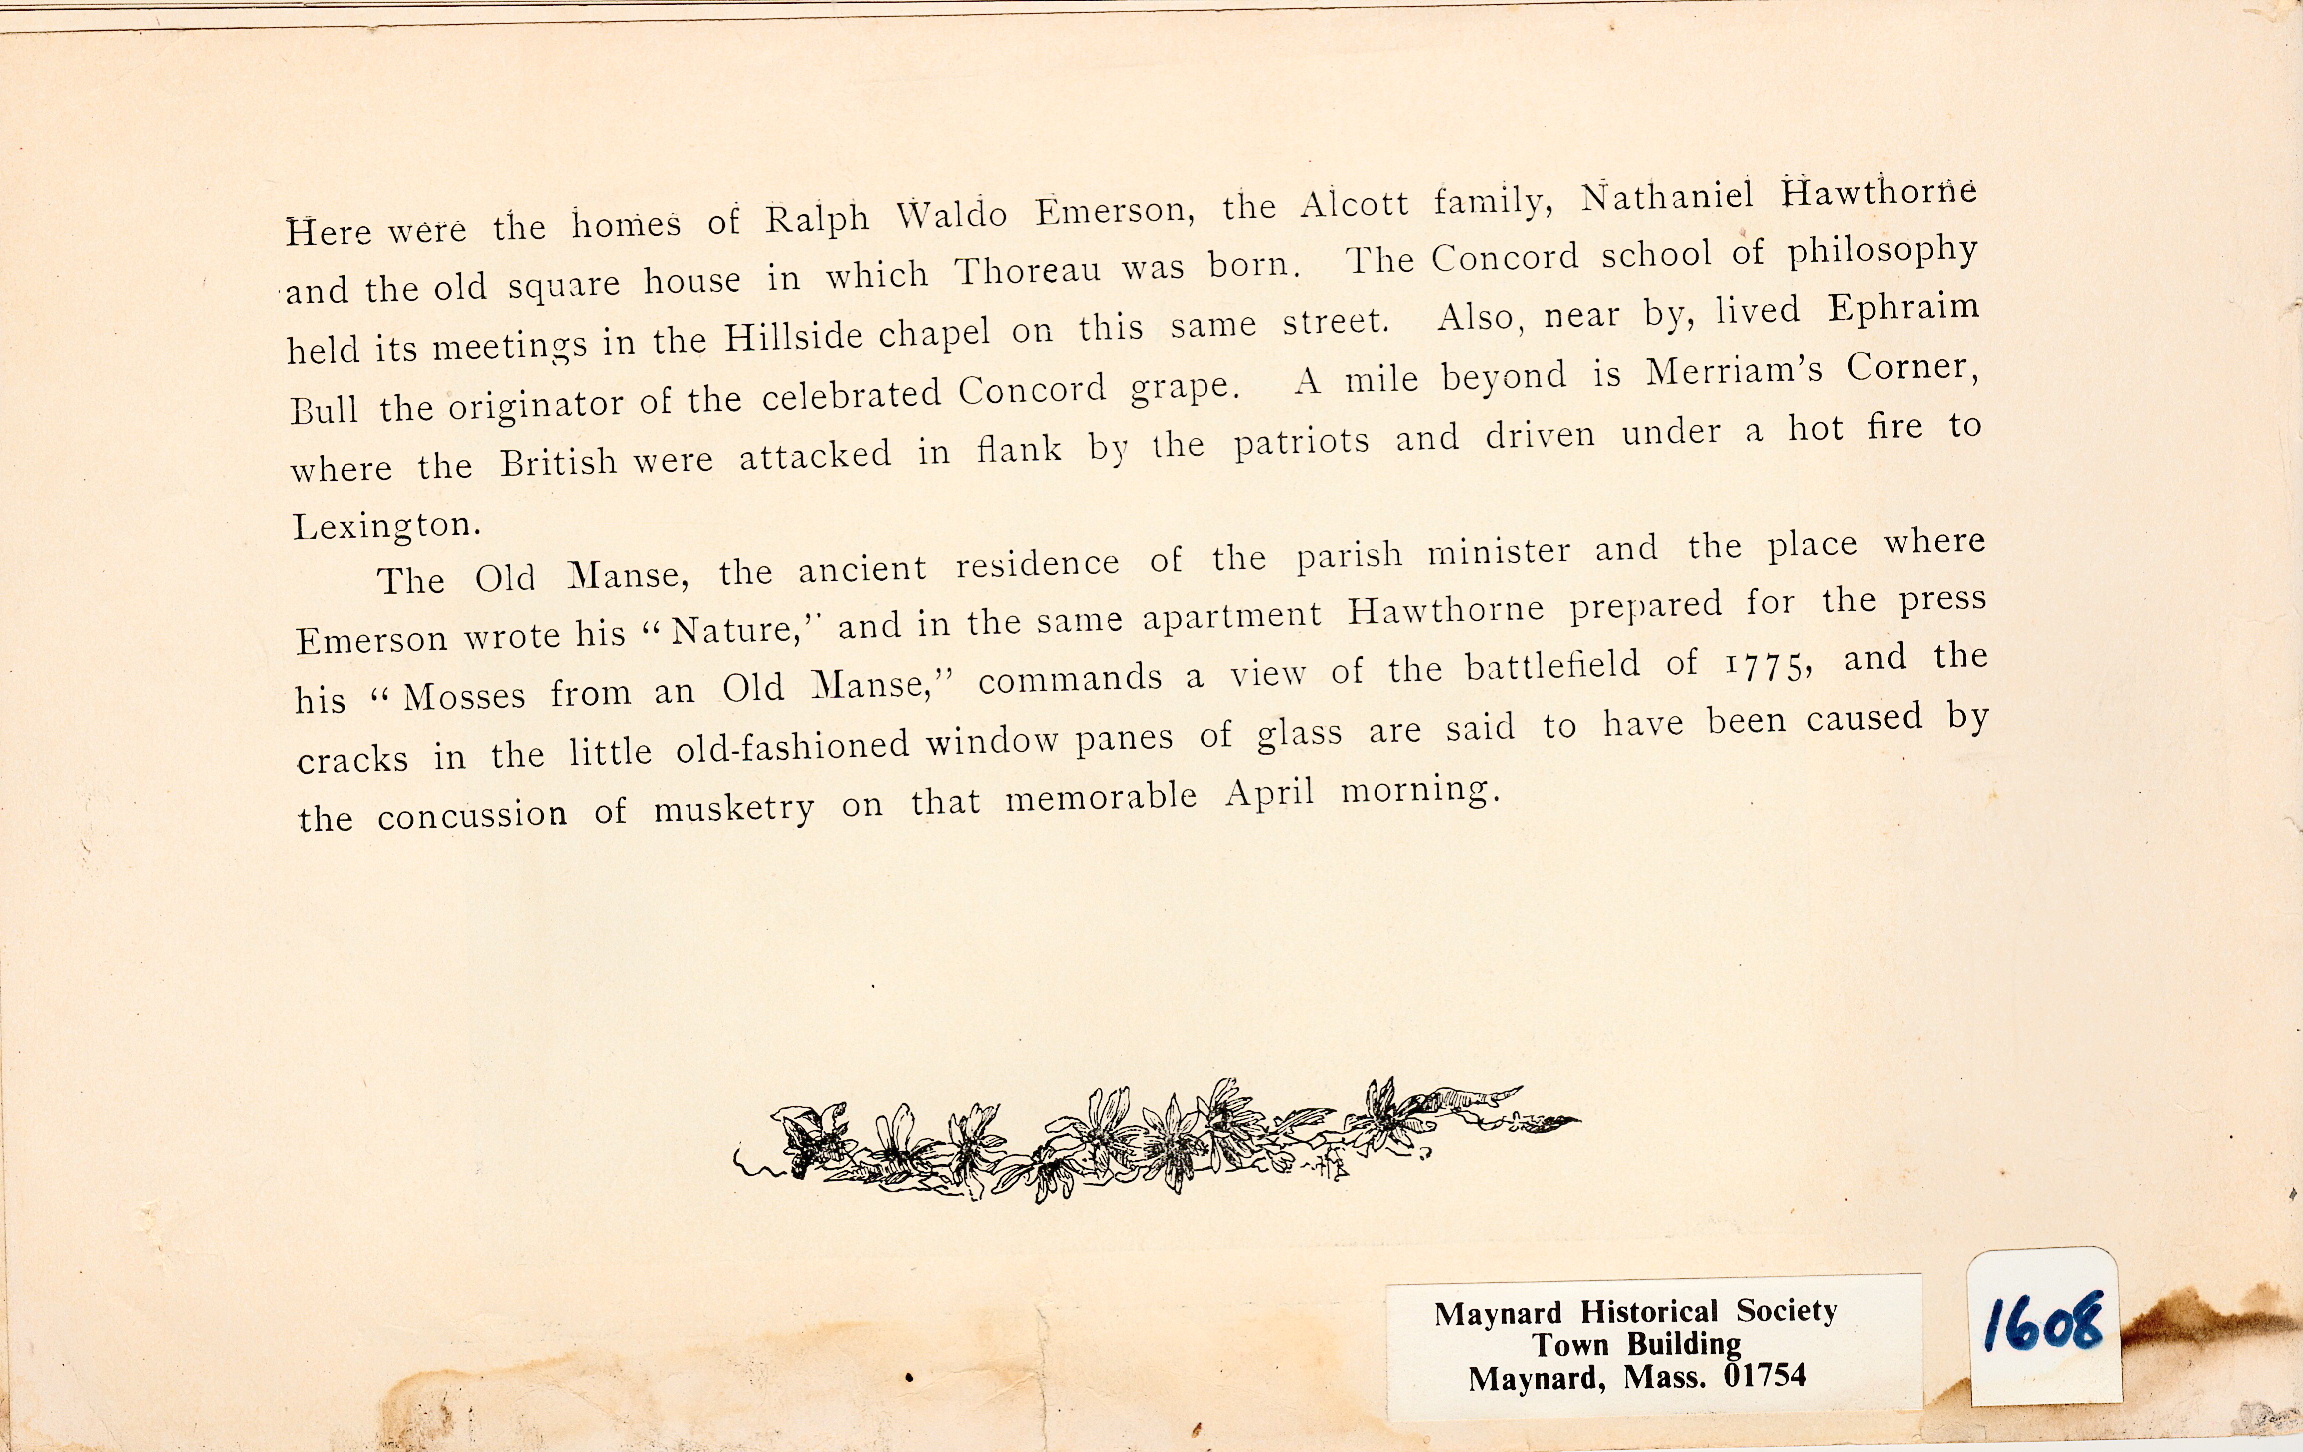 Here were the homes of Ralph Waldo Emerson, the Alcott family, Nathaniel Hawthorne
and the old square house in which Thoreau was born. The Concord school of philosophy
held its meetings in the Hillside chapel on this same street. Also, near by, lived Ephraim
Bull the originator of the celebrated Concord grape. A mile beyond is Merriam's Corner,
where the British were attacked in flank by the patriots and driven under a hot fire to
Lexington.
The Old Manse, the ancient residence of the parish minister and the place where
Emerson wrote his “Nature,” and in the same apartment Hawthorne prepared for the press
his “Mosses from an Old Manse,” commands a view of the battlefield of 1775, and the
cracks in the little old-fashioned window panes of glass are said to have been caused by
the concussion of musketry on that memorable April morning.
Maynard Historical Society
Town Building
Maynard, Mass. 01754
1608